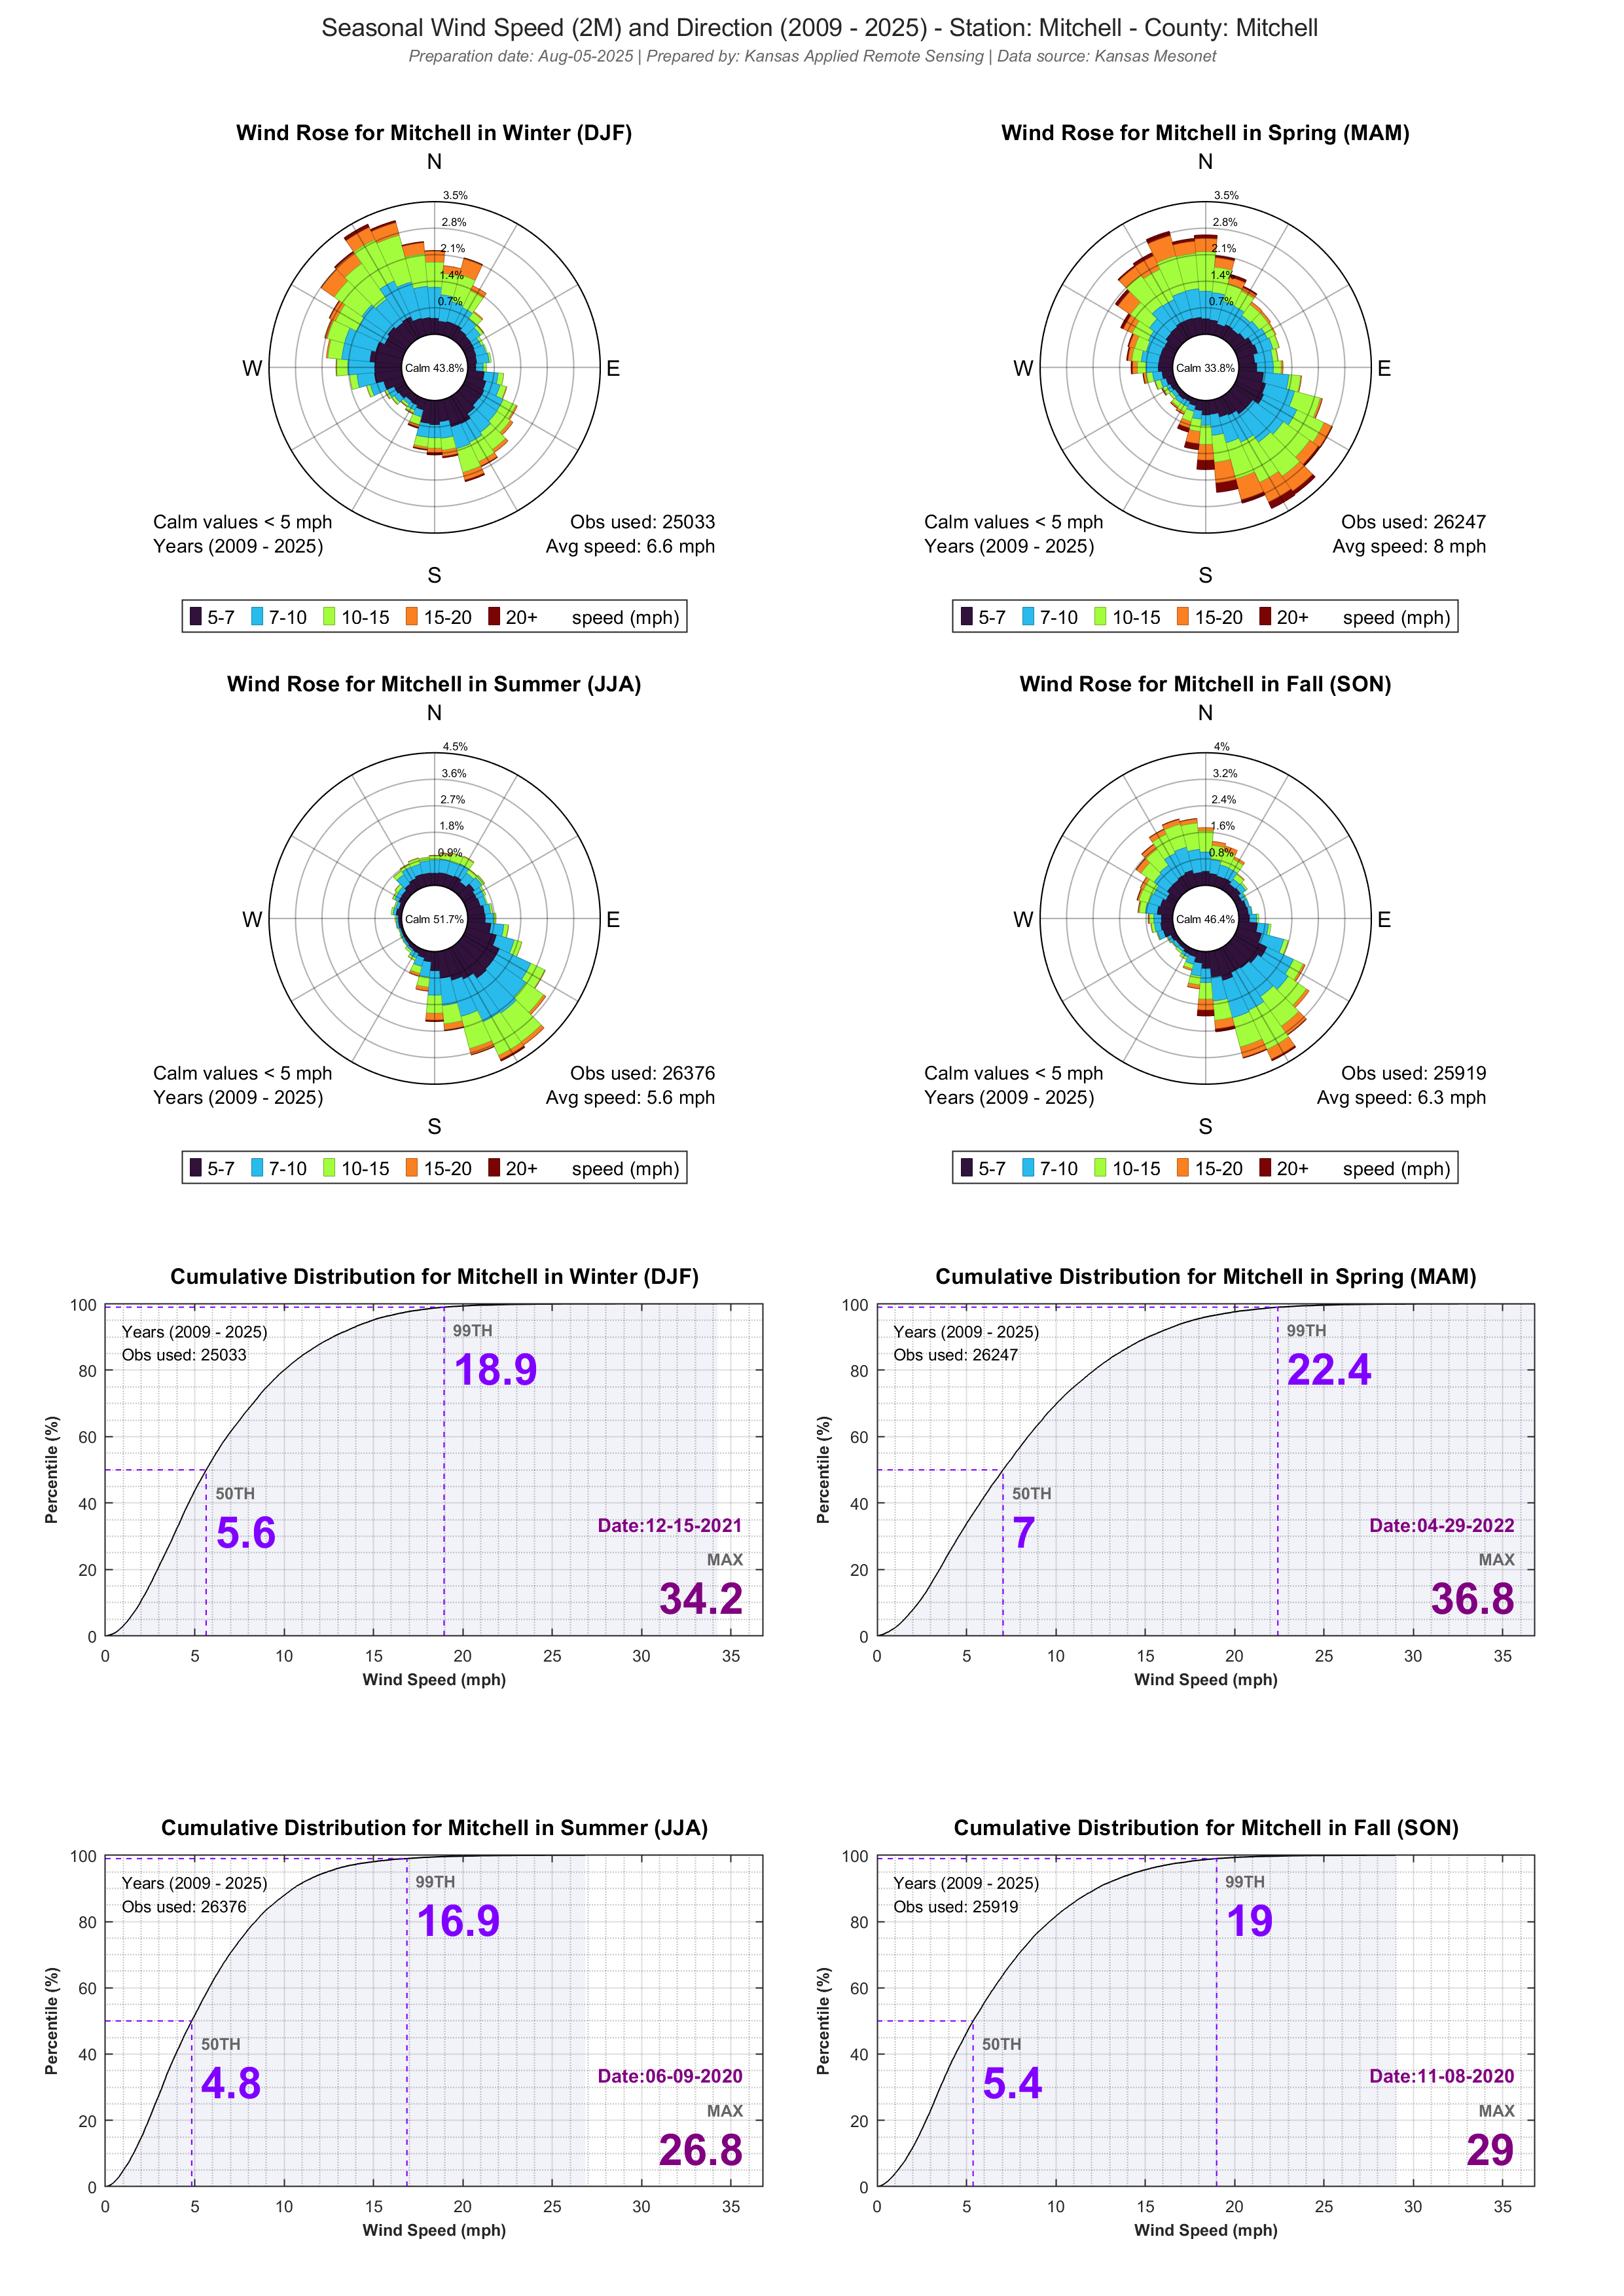 Seasonal Wind Speed (2M) and Direction (2009 - 2025) - Station: Mitchell - County: Mitchell
Preparation date: Aug-05-2025 | Prepared by: Kansas Applied Remote Sensing | Data source: Kansas Mesonet
Wind Rose for Mitchell in Winter (DJF)
N
3.5%
2.8%
2.1%
1.4%
0.7%
W
Calm 43.8%
E
Calm values < 5 mph
Years (2009 - 2025)
Obs used: 25033
Avg speed: 6.6 mph
S
5-7 7-10 10-15 15-20 20+ speed (mph)
Wind Rose for Mitchell in Spring (MAM)
N
3.5%
2.8%
2.1%
1.4%
0.7%
W
Calm 33.8%
E
Calm values < 5 mph
Years (2009 - 2025)
Obs used: 26247
Avg speed: 8 mph
S
5-7 7-10 10-15 15-20 20+ speed (mph)
Wind Rose for Mitchell in Summer (JJA)
N
4.5%
3.6%
2.7%
1.8%
0.9%
W
Calm 51.7%
E
Calm values < 5 mph
Years (2009 - 2025)
Obs used: 26376
Avg speed: 5.6 mph
S
5-7 7-10 10-15 15-20 20+ speed (mph)
Wind Rose for Mitchell in Fall (SON)
N
4%
3.2%
2.4%
1.6%
0.8%
W
Calm 46.4%
E
Calm values < 5 mph
Years (2009 - 2025)
Obs used: 25919
Avg speed: 6.3 mph
S
5-7 7-10 10-15 15-20 20+ speed (mph)
Cumulative Distribution for Mitchell in Winter (DJF)
100
80
60
40
20
0
Percentile (%)
Years (2009 - 2025)
Obs used: 25033
99TH
18.9
50TH
5.6
Date:12-15-2021
MAX
34.2
0 5 10 15 20 25 30 35
Wind Speed (mph)
Cumulative Distribution for Mitchell in Spring (MAM)
100
80
60
40
20
0
Percentile (%)
Years (2009 - 2025)
Obs used: 26247
99TH
22.4
50TH
7
Date:04-29-2022
MAX
36.8
0 5 10 15 20 25 30 35
Wind Speed (mph)
Cumulative Distribution for Mitchell in Summer (JJA)
100
80
60
40
20
0
Percentile (%)
Years (2009 - 2025)
Obs used: 26376
99TH
16.9
50TH
4.8
Date:06-09-2020
MAX
26.8
0 5 10 15 20 25 30 35
Wind Speed (mph)
Cumulative Distribution for Mitchell in Fall (SON)
100
80
60
40
20
0
Percentile (%)
Years (2009 - 2025)
Obs used: 25919
99TH
19
50TH
5.4
Date:11-08-2020
MAX
29
0 5 10 15 20 25 30 35
Wind Speed (mph)